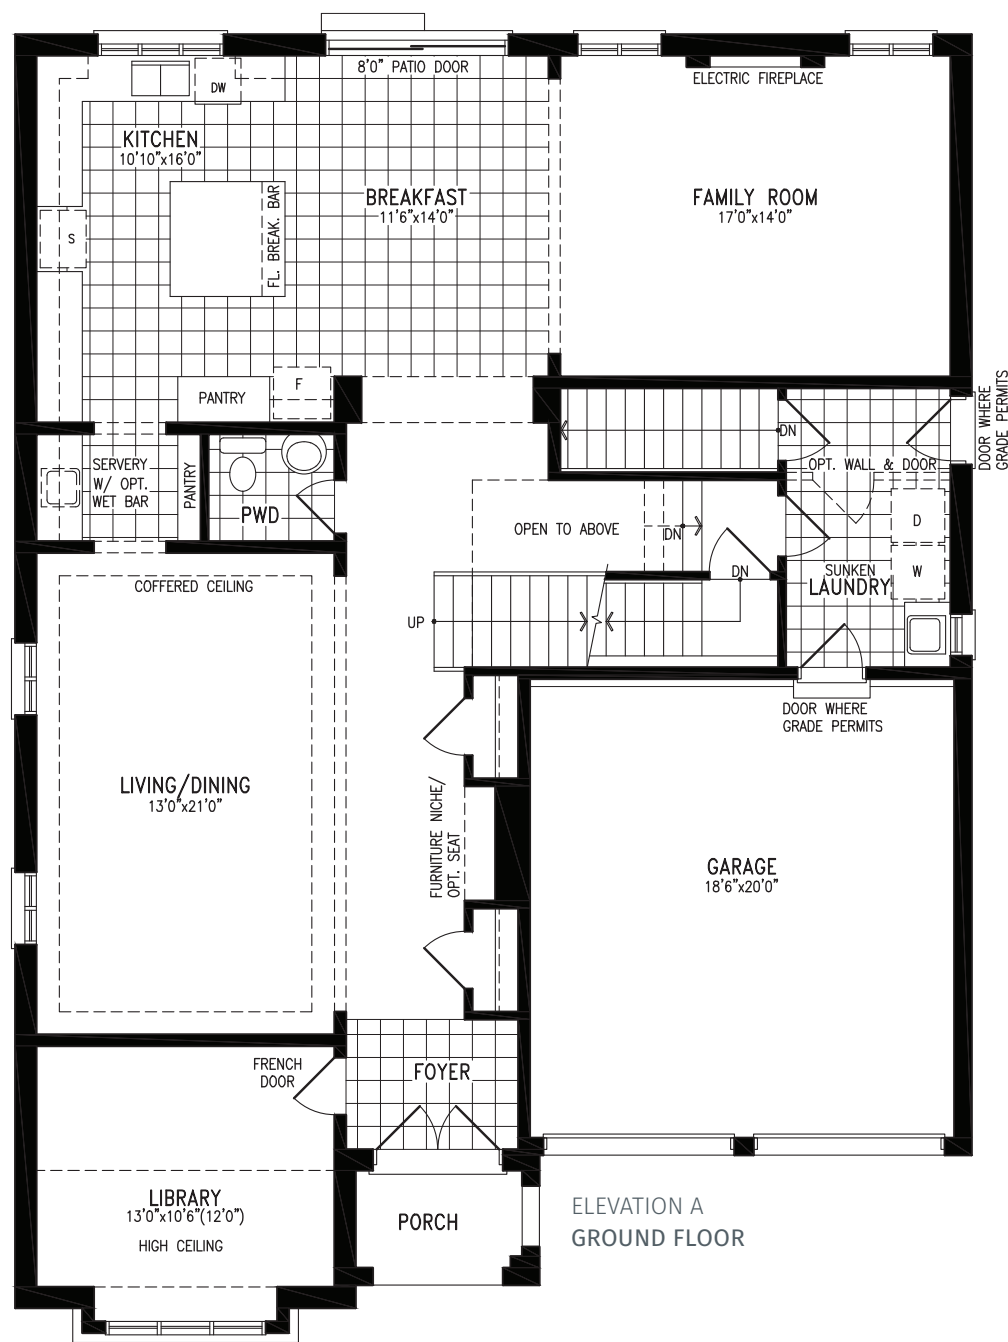 8'0" PATIO DOOR
ELECTRIC FIREPLACE
DW
KITCHEN
10'10"x16'0"
BREAKFAST
11'6"x14'0"
FAMILY ROOM
17'0"x14'0"
S
FL. BREAK. BAR
PANTRY
F
DOOR WHERE
GRADE PERMITS
DN
OPT. WALL & DOOR
SERVERY
W/ OPT.
WET BAR
PANTRY
PWD
OPEN TO ABOVE
DN
D
DN
W
SUNKEN
LAUNDRY
COFFERED CEILING
UP
DOOR WHERE
GRADE PERMITS
LIVING/DINING
13'0"x21'0"
FURNITURE NICHE/
OPT. SEAT
GARAGE
18'6"x20'0"
FRENCH
DOOR
FOYER
LIBRARY
13'0"x10'6"(12'0")
HIGH CEILING
PORCH
ELEVATION A
GROUND FLOOR